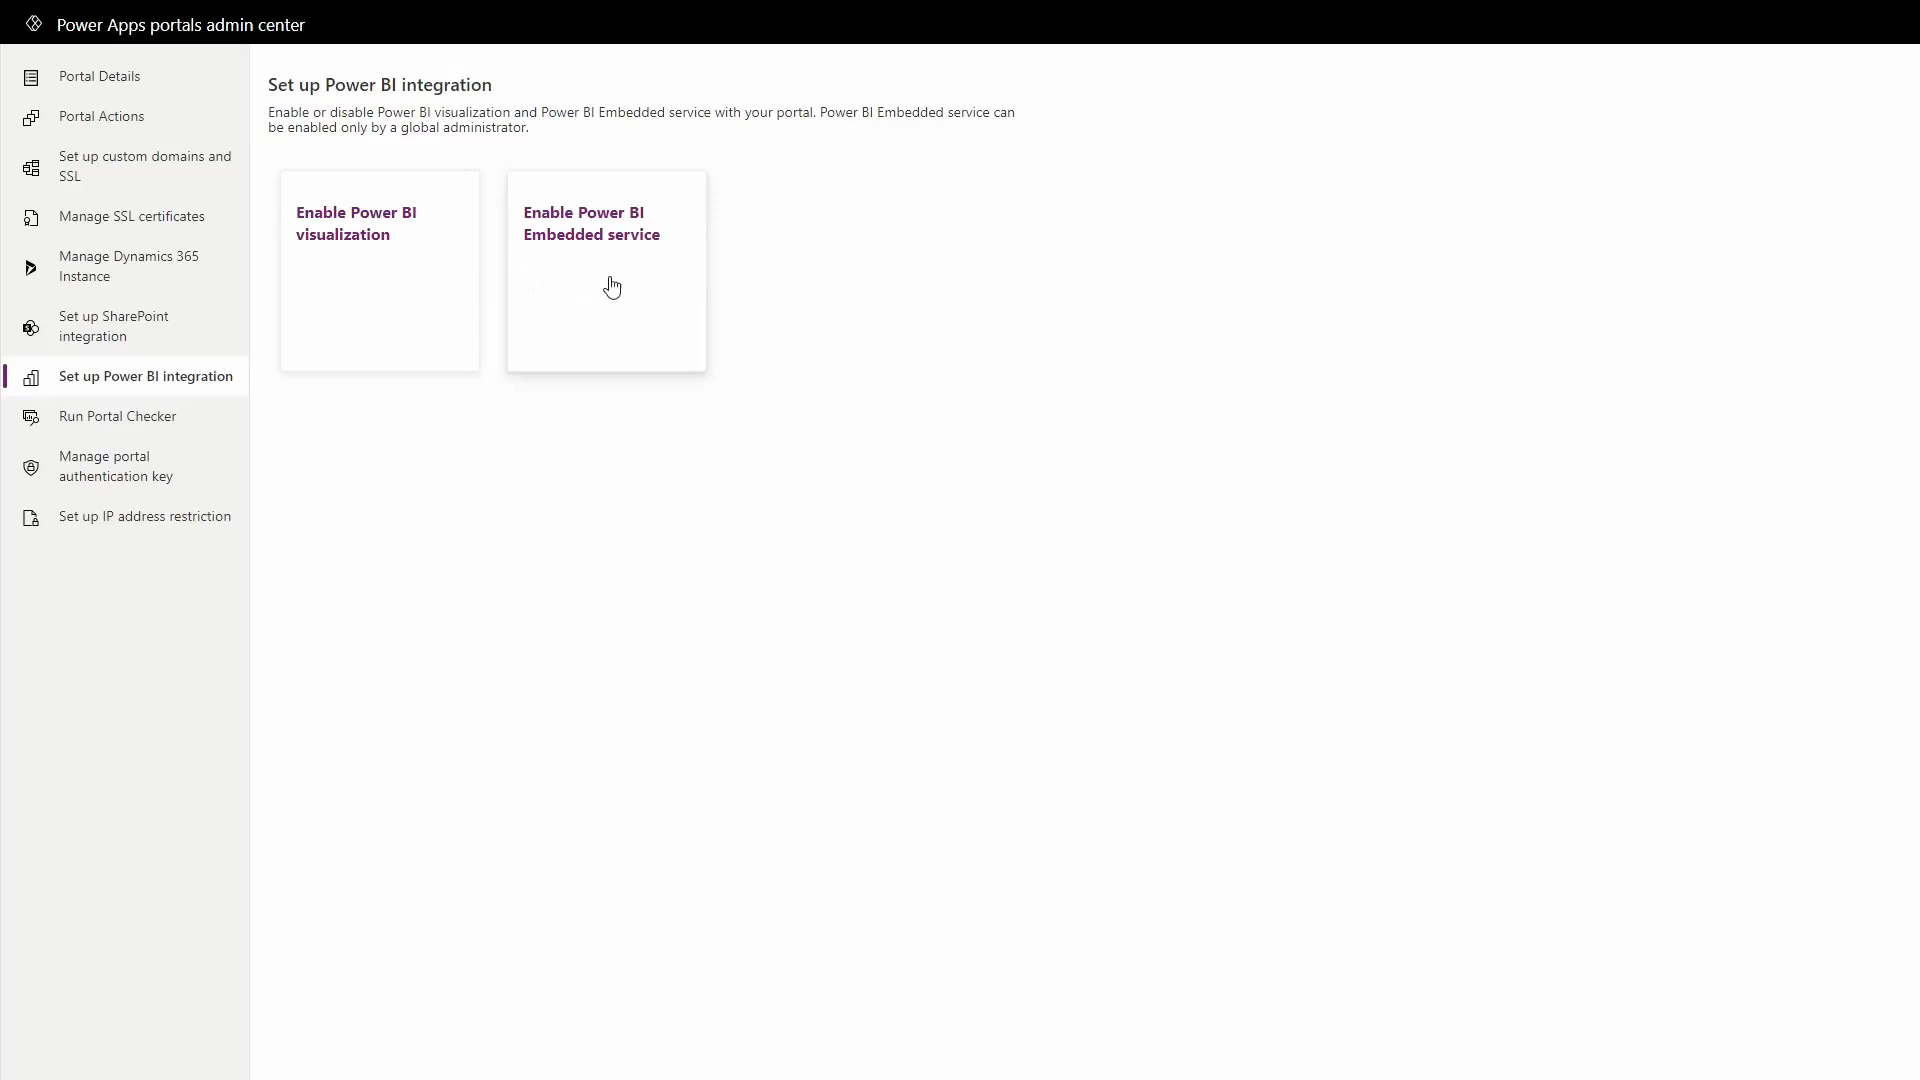 Power Apps portals admin center
Portal Details
Portal Actions
Set up custom domains and
SSL
Manage SSL certificates
Manage Dynamics 365
Instance
Set up SharePoint
integration
Set up Power BI integration
Run Portal Checker
Manage portal
authentication key
Set up IP address restriction
Set up Power BI integration
Enable or disable Power BI visualization and Power BI Embedded service with your portal. Power BI Embedded service can
be enabled only by a global administrator.
Enable Power BI
visualization
Enable Power BI
Embedded service